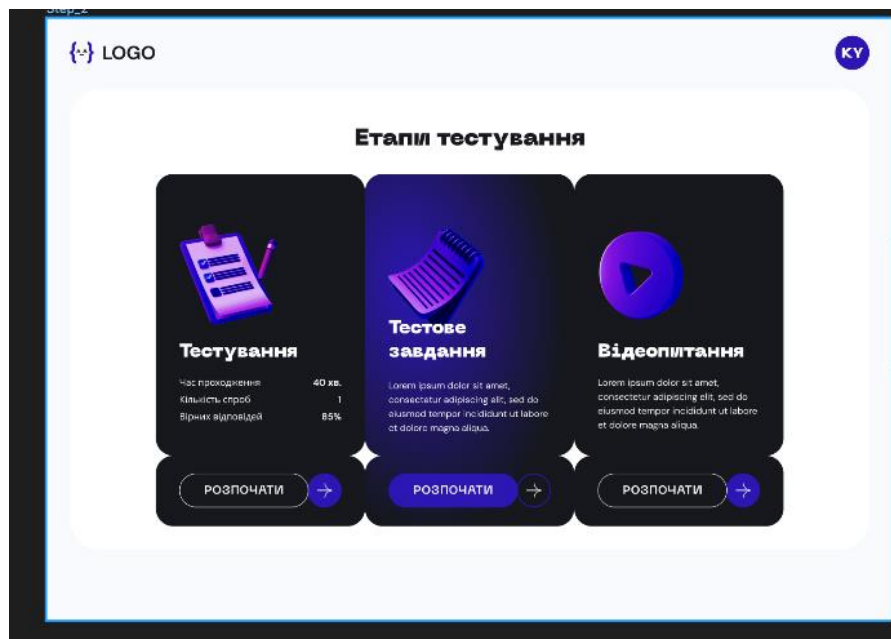 Step_2
{··} LOGO
KY
Етапи тестування
Тестування
Час проходження 40 хв.
Кількість спроб 1
Вірних відповідей 85%
РОЗПОЧАТИ
Тестове
завдання
Lorem ipsum dolor sit amet,
consectetur adipiscing elit, sed do
eiusmod tempor incididunt ut labore
et dolore magna aliqua.
РОЗПОЧАТИ
Відеопитання
Lorem ipsum dolor sit amet,
consectetur adipiscing elit, sed do
eiusmod tempor incididunt ut labore
et dolore magna aliqua.
РОЗПОЧАТИ